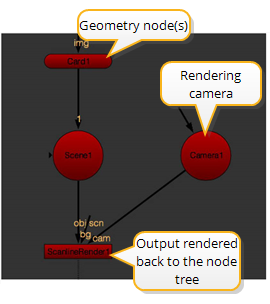 Geometry node(s)
img
Card1
Rendering
camera
1
Scene1
Camera1
obj/scn
bg
cam
ScanlineRender1
Output rendered
back to the node
tree